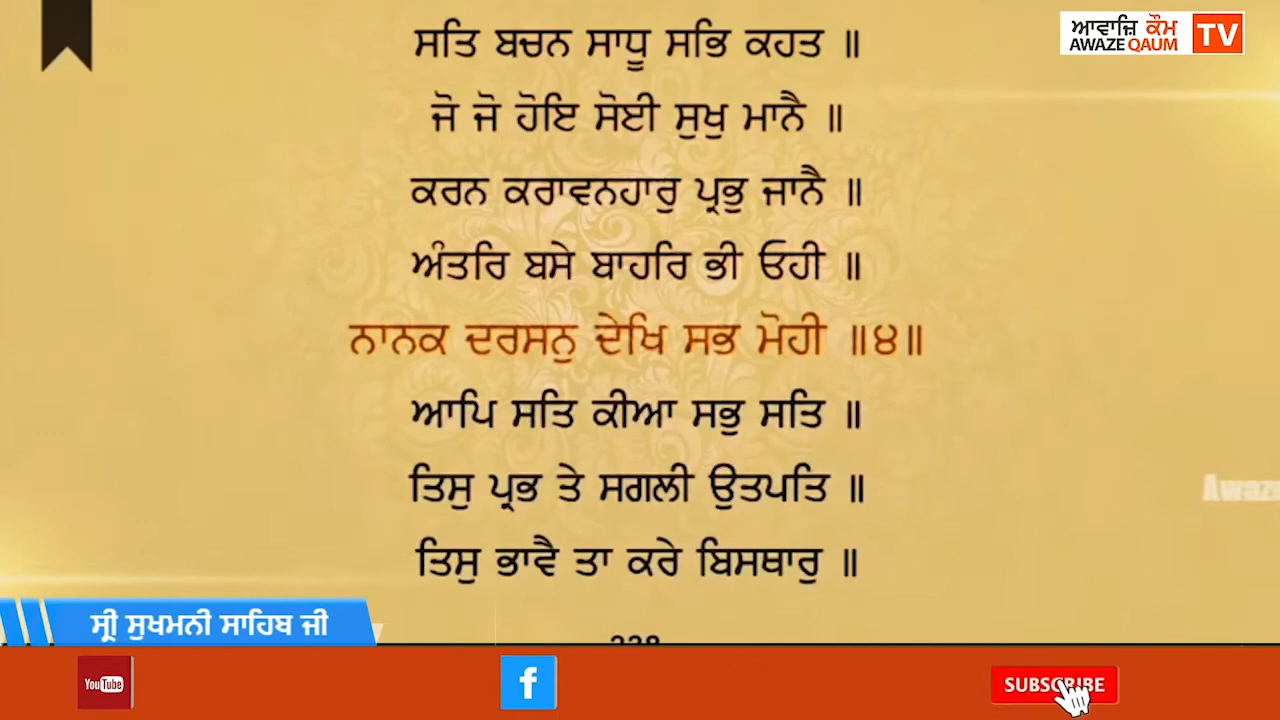 ਆਵਾਜ਼ਿ ਕੌਮ
AWAZE QAUM
TV
ਸਤਿ ਬਚਨ ਸਾਧੂ ਸਭਿ ਕਹਤ ॥
ਜੋ ਜੋ ਹੋਇ ਸੋਈ ਸੁਖੁ ਮਾਨੈ ॥
ਕਰਨ ਕਰਾਵਨਹਾਰੁ ਪ੍ਰਭੁ ਜਾਨੈ ॥
ਅੰਤਰਿ ਬਸੇ ਬਾਹਰਿ ਭੀ ਓਹੀ ॥
ਨਾਨਕ ਦਰਸਨੁ ਦੇਖਿ ਸਭ ਮੋਹੀ ॥੪॥
ਆਪਿ ਸਤਿ ਕੀਆ ਸਭੁ ਸਤਿ ॥
ਤਿਸੁ ਪ੍ਰਭ ਤੇ ਸਗਲੀ ਉਤਪਤਿ ॥
Awaze
ਤਿਸੁ ਭਾਵੈ ਤਾ ਕਰੇ ਬਿਸਥਾਰੁ ॥
ਸ੍ਰੀ ਸੁਖਮਨੀ ਸਾਹਿਬ ਜੀ
YouTube
f
SUBSCRIBE